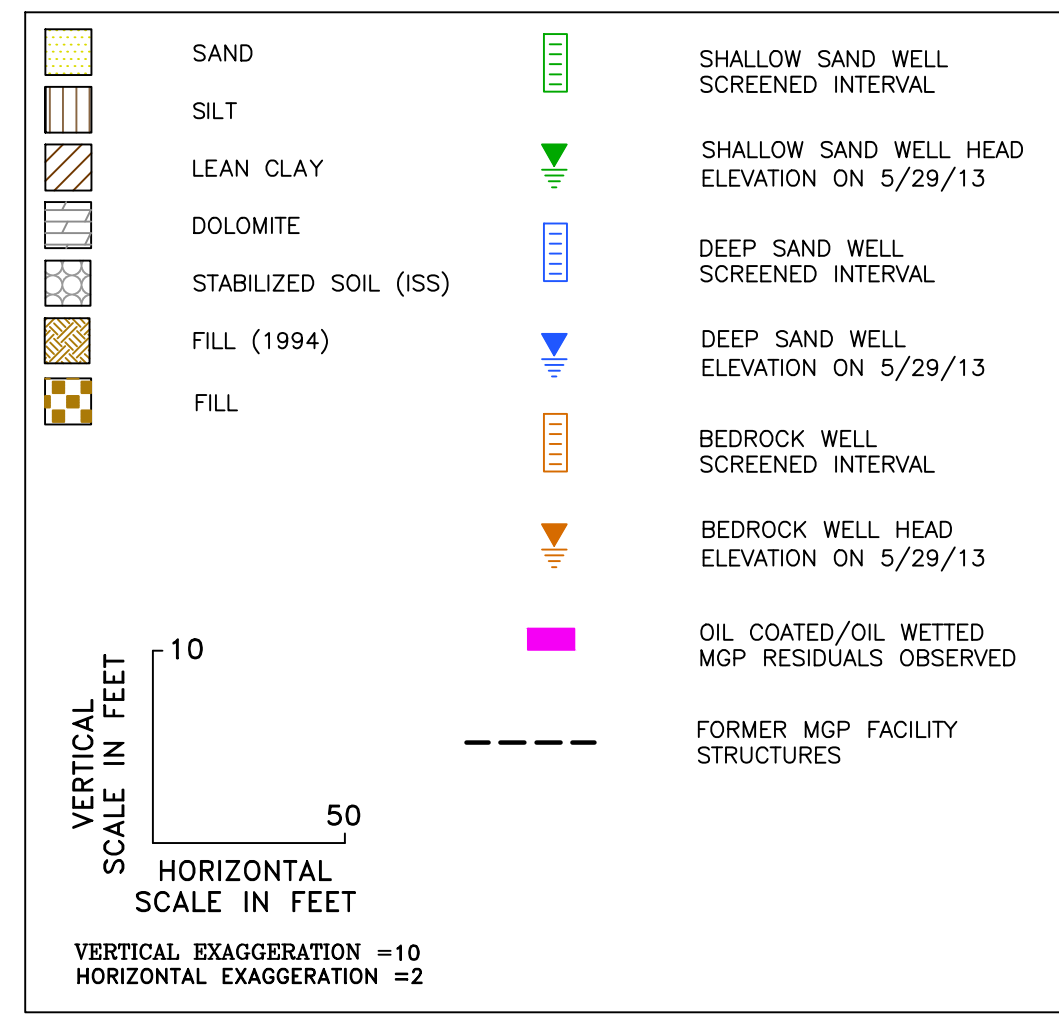 SAND
SILT
LEAN CLAY
DOLOMITE
STABILIZED SOIL (ISS)
FILL (1994)
FILL
SHALLOW SAND WELL
SCREENED INTERVAL
SHALLOW SAND WELL HEAD
ELEVATION ON 5/29/13
DEEP SAND WELL
SCREENED INTERVAL
DEEP SAND WELL
ELEVATION ON 5/29/13
BEDROCK WELL
SCREENED INTERVAL
BEDROCK WELL HEAD
ELEVATION ON 5/29/13
OIL COATED/OIL WETTED
MGP RESIDUALS OBSERVED
FORMER MGP FACILITY
STRUCTURES
10
VERTICAL
SCALE IN FEET
50
HORIZONTAL
SCALE IN FEET
VERTICAL EXAGGERATION =10
HORIZONTAL EXAGGERATION =2